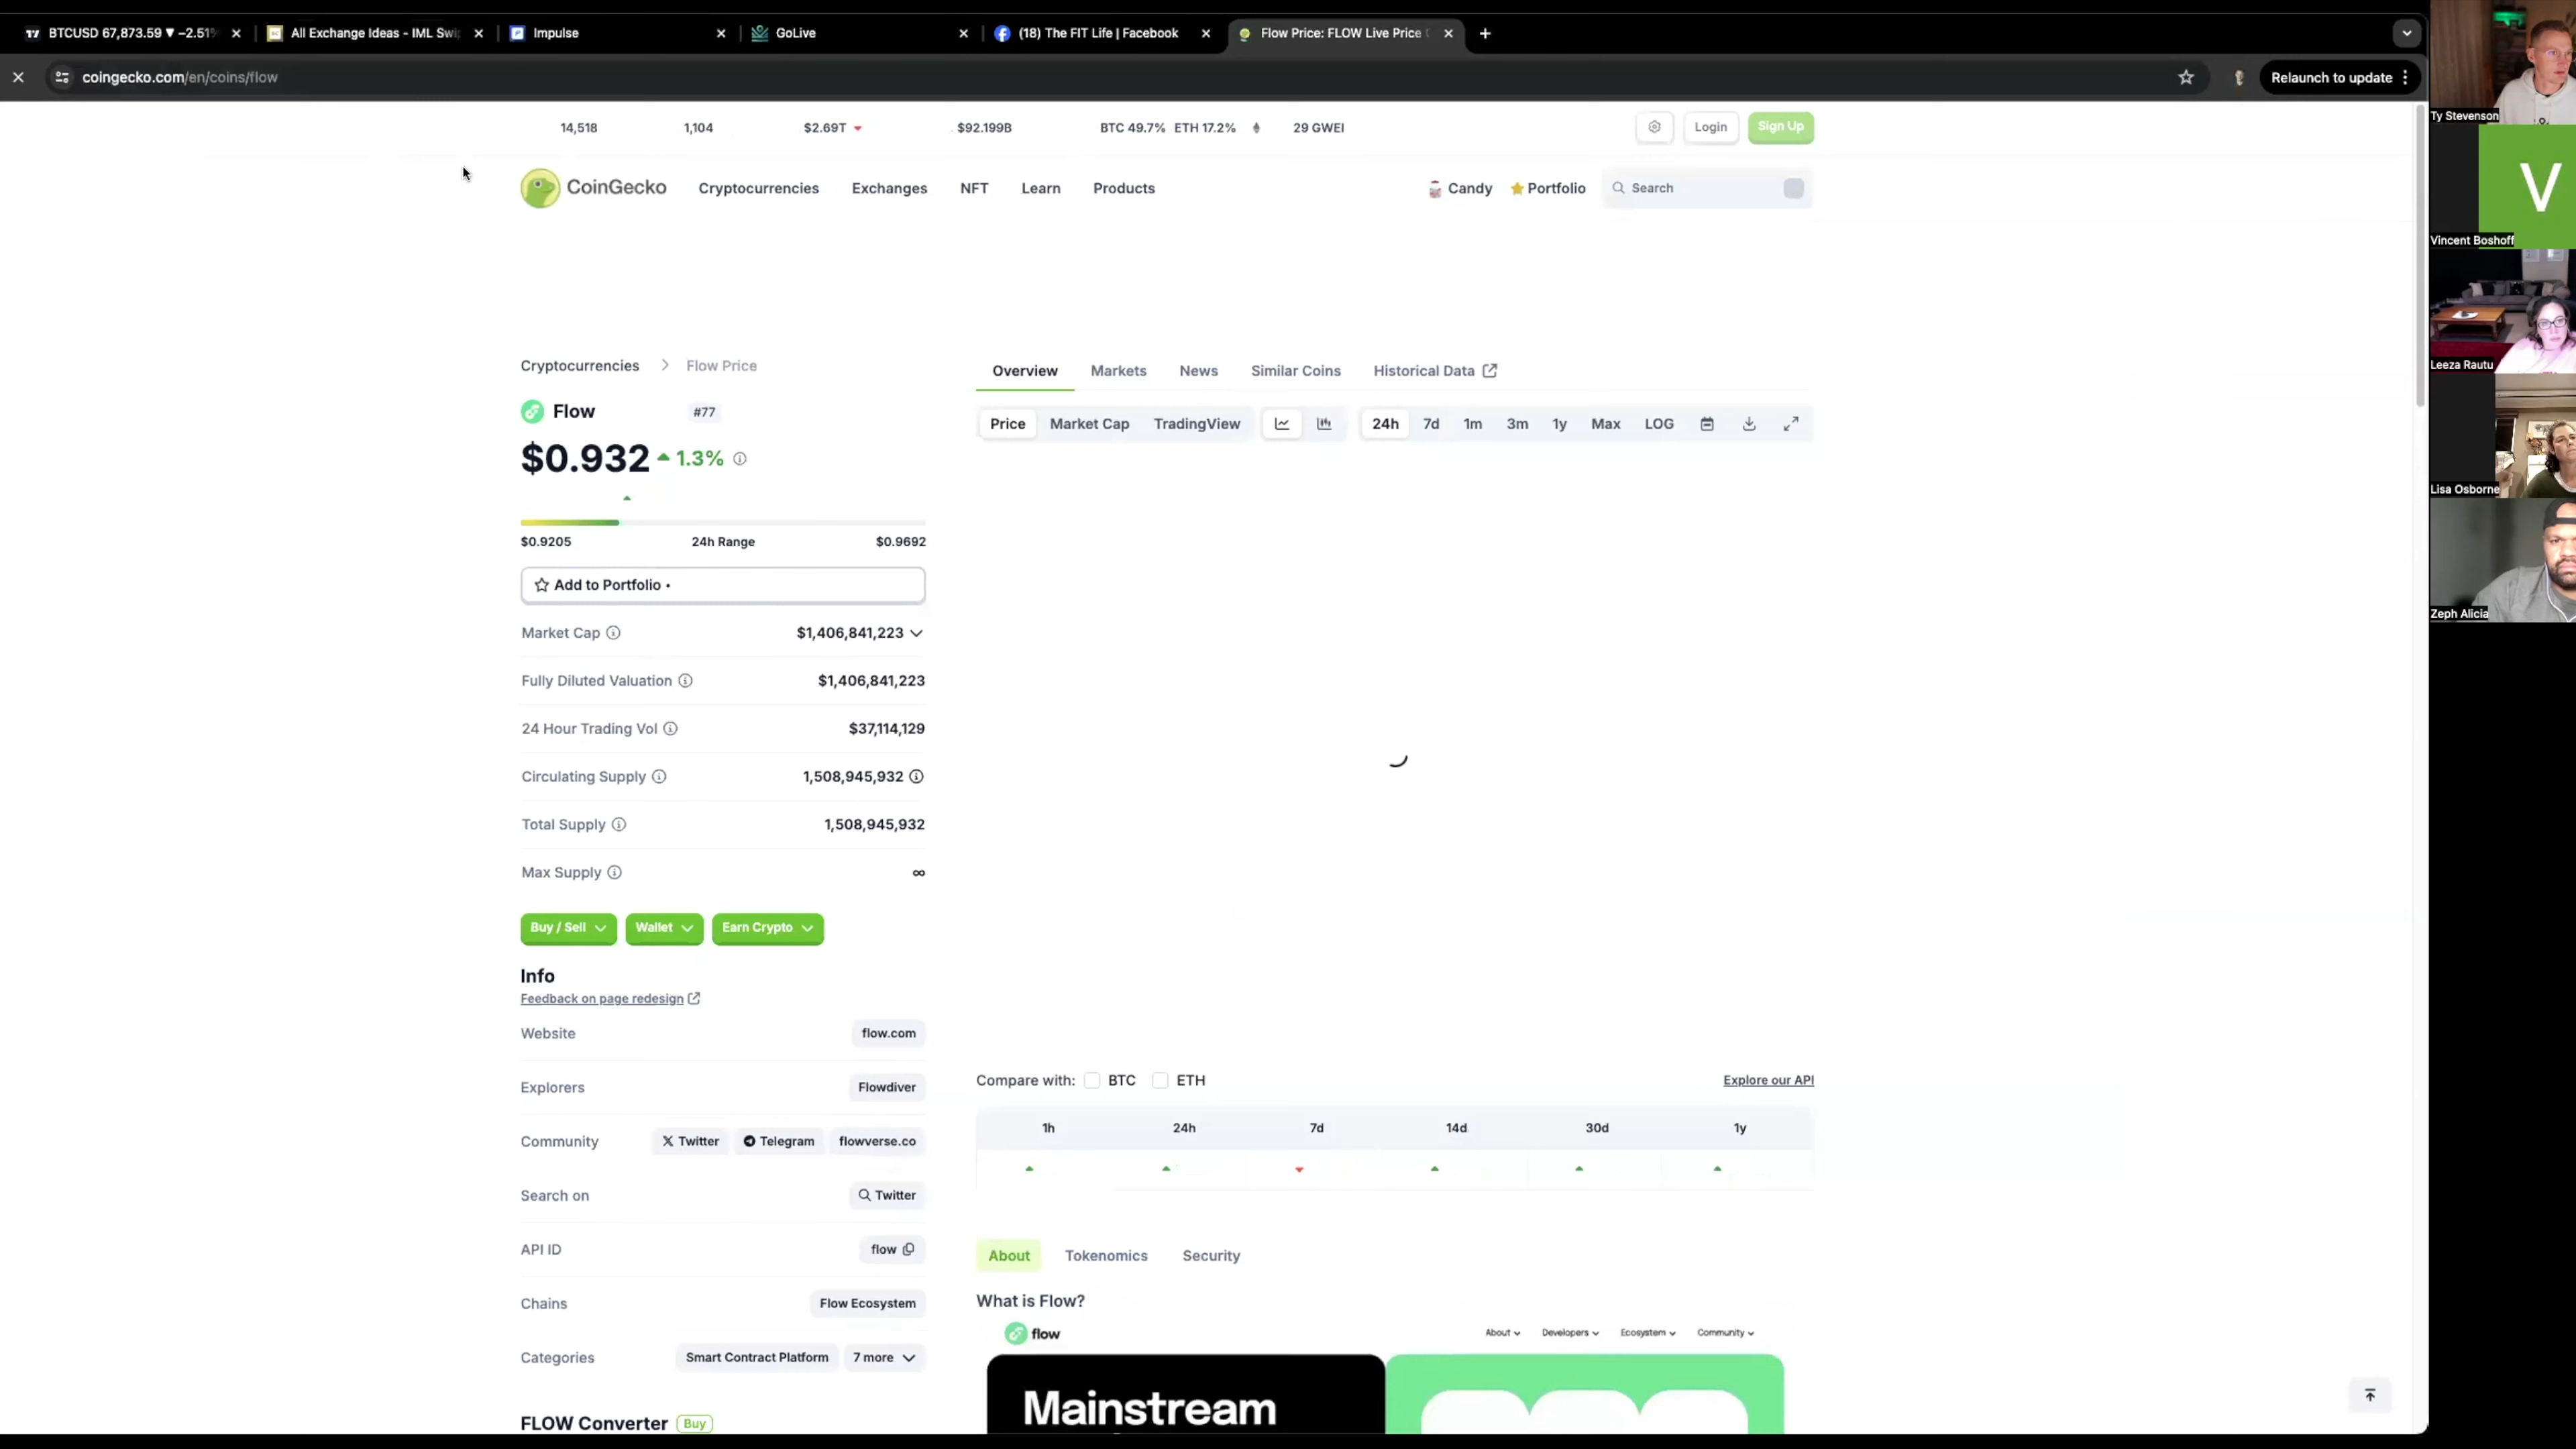 BTCUSD 67,873.59 ▼ −2.51%
All Exchange Ideas - IML Swi
Impulse
GoLive
(18) The FIT Life | Facebook
Flow Price: FLOW Live Price
coingecko.com/en/coins/flow
Relaunch to update
14,518 1,104 $2.69T $92.199B BTC 49.7% ETH 17.2% 29 GWEI
Login
Sign Up
CoinGecko
Cryptocurrencies Exchanges NFT Learn Products
Candy Portfolio Search
Cryptocurrencies > Flow Price
Flow #77
$0.932 1.3%
$0.9205 24h Range $0.9692
Add to Portfolio •
Market Cap $1,406,841,223
Fully Diluted Valuation $1,406,841,223
24 Hour Trading Vol $37,114,129
Circulating Supply 1,508,945,932
Total Supply 1,508,945,932
Max Supply ∞
Buy / Sell Wallet Earn Crypto
Info
Feedback on page redesign
Website flow.com
Explorers Flowdiver
Community Twitter Telegram flowverse.co
Search on Twitter
API ID flow
Chains Flow Ecosystem
Categories Smart Contract Platform 7 more
FLOW Converter Buy
Overview Markets News Similar Coins Historical Data
Price Market Cap TradingView 24h 7d 1m 3m 1y Max LOG
Compare with: BTC ETH Explore our API
1h 24h 7d 14d 30d 1y
About Tokenomics Security
What is Flow?
flow About Developers Ecosystem Community
Mainstream
Ty Stevenson
V
Vincent Boshoff
Leeza Rautu
Lisa Osborne
Zeph Alicia